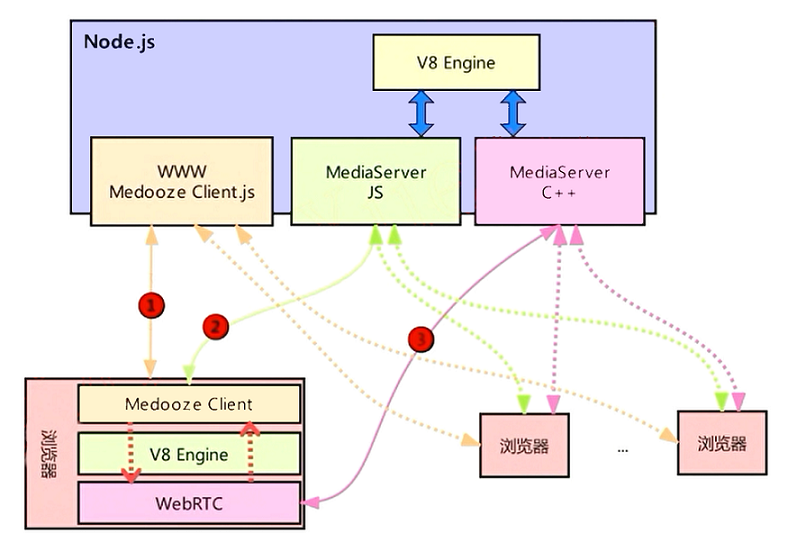 Node.js
V8 Engine
WWW
Medooze Client.js
MediaServer
JS
MediaServer
C++
1
2
3
浏览器
Medooze Client
V8 Engine
WebRTC
浏览器
...
浏览器